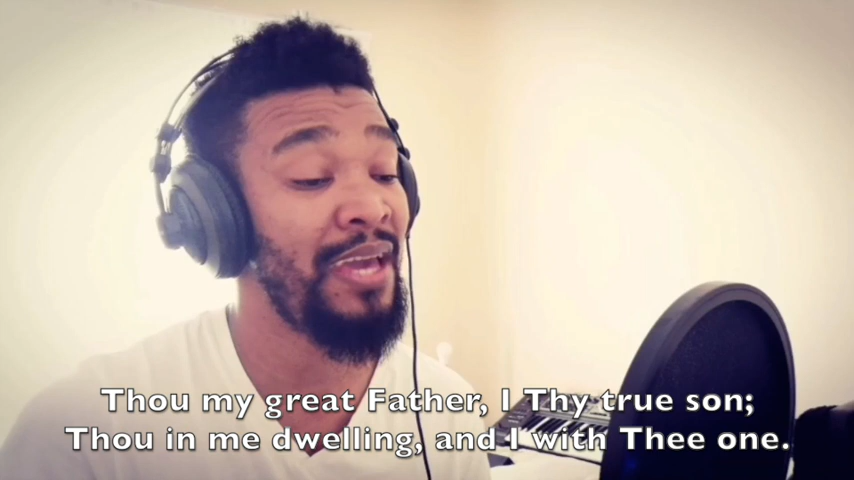 Thou my great Father, I Thy true son;
Thou in me dwelling, and I with Thee one.